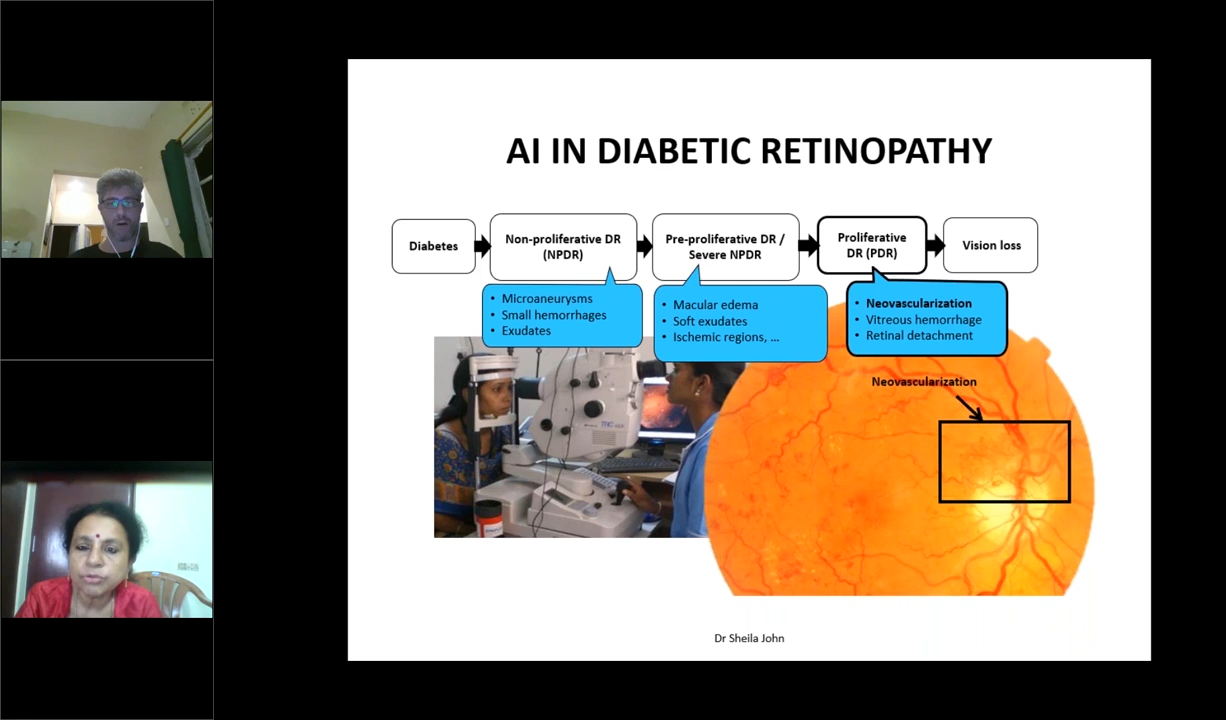 AI IN DIABETIC RETINOPATHY
Diabetes
Non-proliferative DR
(NPDR)
Pre-proliferative DR /
Severe NPDR
Proliferative
DR (PDR)
Vision loss
• Microaneurysms
• Small hemorrhages
• Exudates
• Macular edema
• Soft exudates
• Ischemic regions, ...
• Neovascularization
• Vitreous hemorrhage
• Retinal detachment
Neovascularization
Dr Sheila John